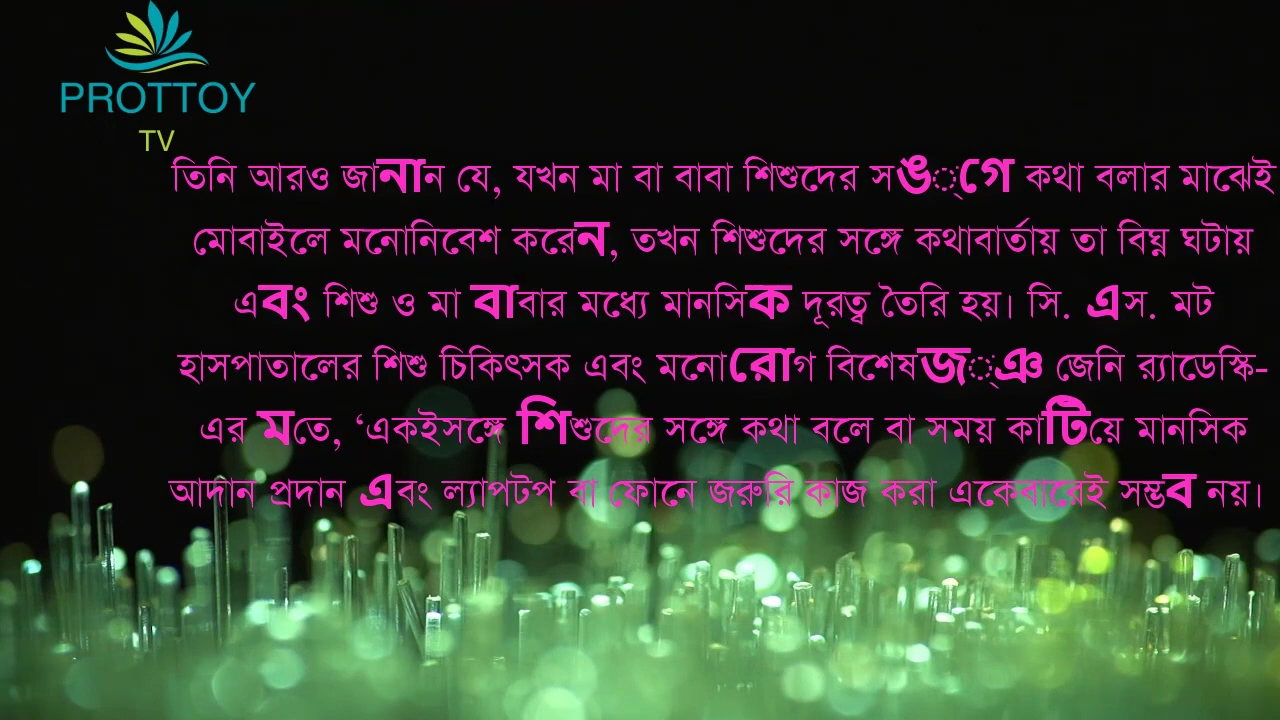 PROTTOY
TV
তিনি আরও জানান যে, যখন মা বা বাবা শিশুদের সঙ্গে কথা বলার মাঝেই
মোবাইলে মনোনিবেশ করেন, তখন শিশুদের সঙ্গে কথাবার্তায় তা বিঘ্ন ঘটায়
এবং শিশু ও মা বাবার মধ্যে মানসিক দূরত্ব তৈরি হয়। সি. এস. মট
হাসপাতালের শিশু চিকিৎসক এবং মনোরোগ বিশেষজ্ঞ জেনি র‍্যাডেস্কি-
এর মতে, ‘একইসঙ্গে শিশুদের সঙ্গে কথা বলে বা সময় কাটিয়ে মানসিক
আদান প্রদান এবং ল্যাপটপ বা ফোনে জরুরি কাজ করা একেবারেই সম্ভব নয়।